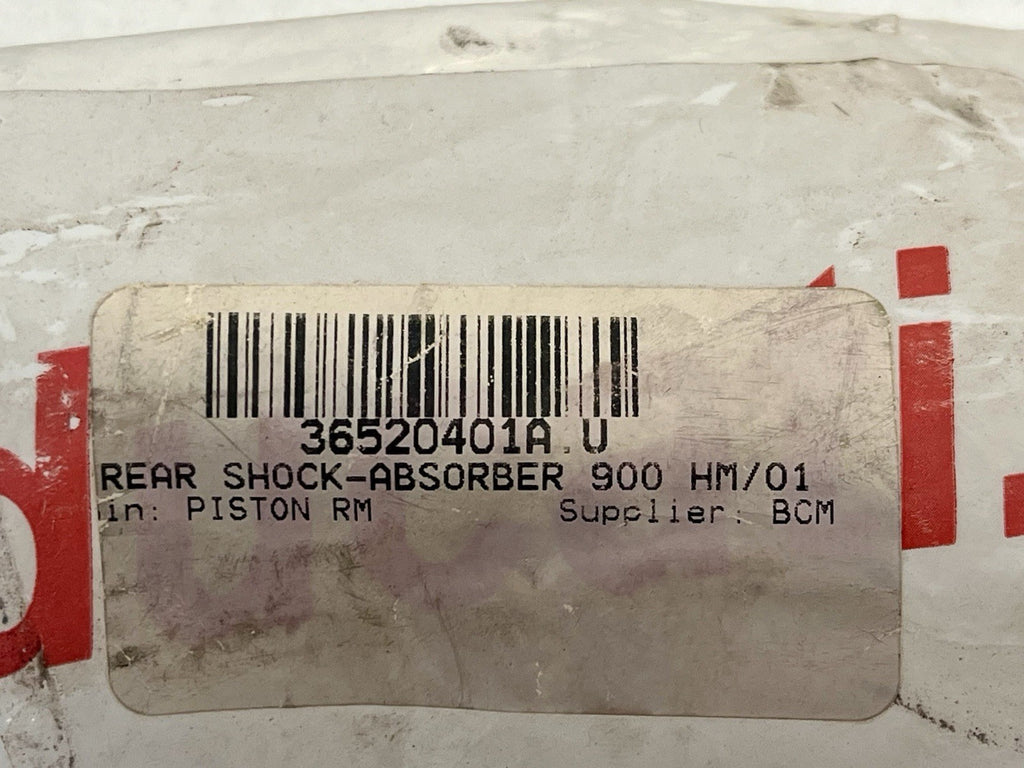 36520401A.U
REAR SHOCK-ABSORBER 900 HM/01
in: PISTON RM Supplier: BCM